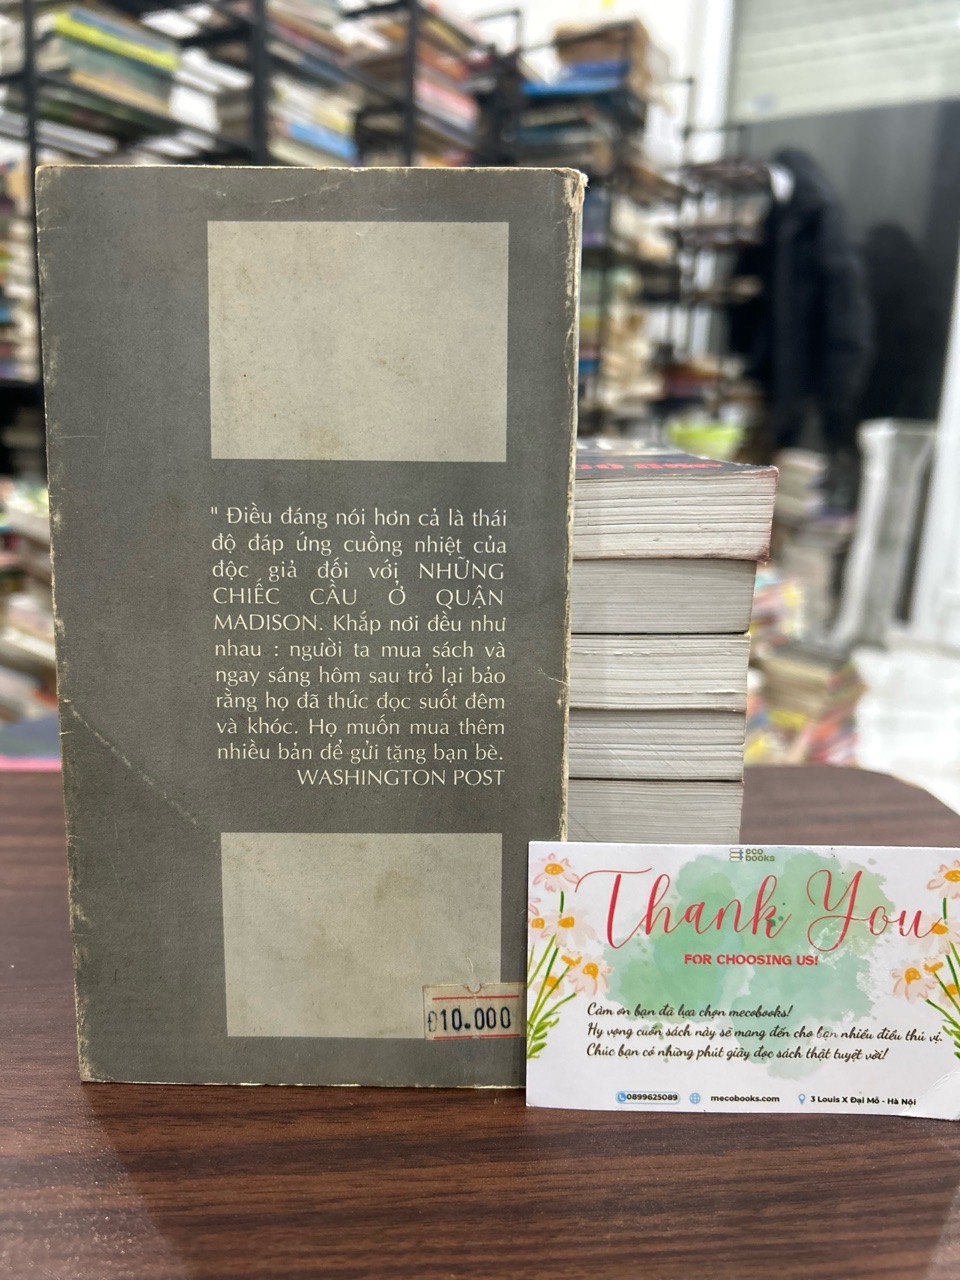 " Điều đáng nói hơn cả là thái
độ đáp ứng cuồng nhiệt của
độc giả đối với NHỮNG
CHIẾC CẦU Ở QUẬN
MADISON. Khắp nơi đều như
nhau : người ta mua sách và
ngay sáng hôm sau trở lại bảo
rằng họ đã thức đọc suốt đêm
và khóc. Họ muốn mua thêm
nhiều bản để gửi tặng bạn bè.
WASHINGTON POST
Đ10.000
eco
books
Thank You
FOR CHOOSING US!
Cảm ơn bạn đã lựa chọn mecobooks!
Hy vọng cuốn sách này sẽ mang đến cho bạn nhiều điều thú vị.
Chúc bạn có những phút giây đọc sách thật tuyệt vời!
0899625089 mecobooks.com 3 Louis X Đại Mỗ - Hà Nội